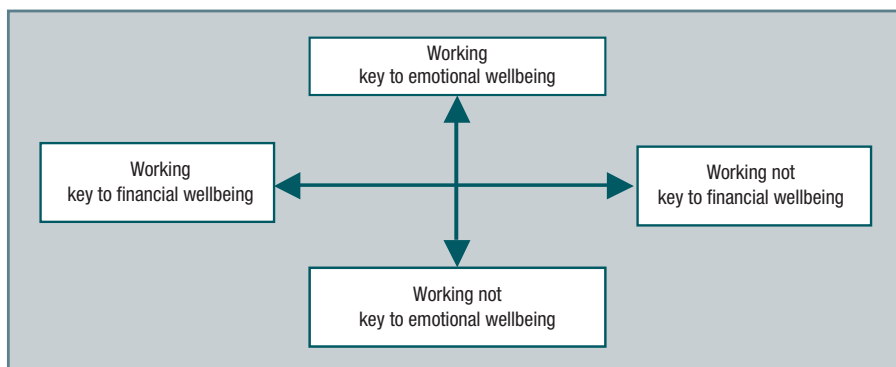 Working
key to emotional wellbeing
Working
key to financial wellbeing
Working not
key to financial wellbeing
Working not
key to emotional wellbeing